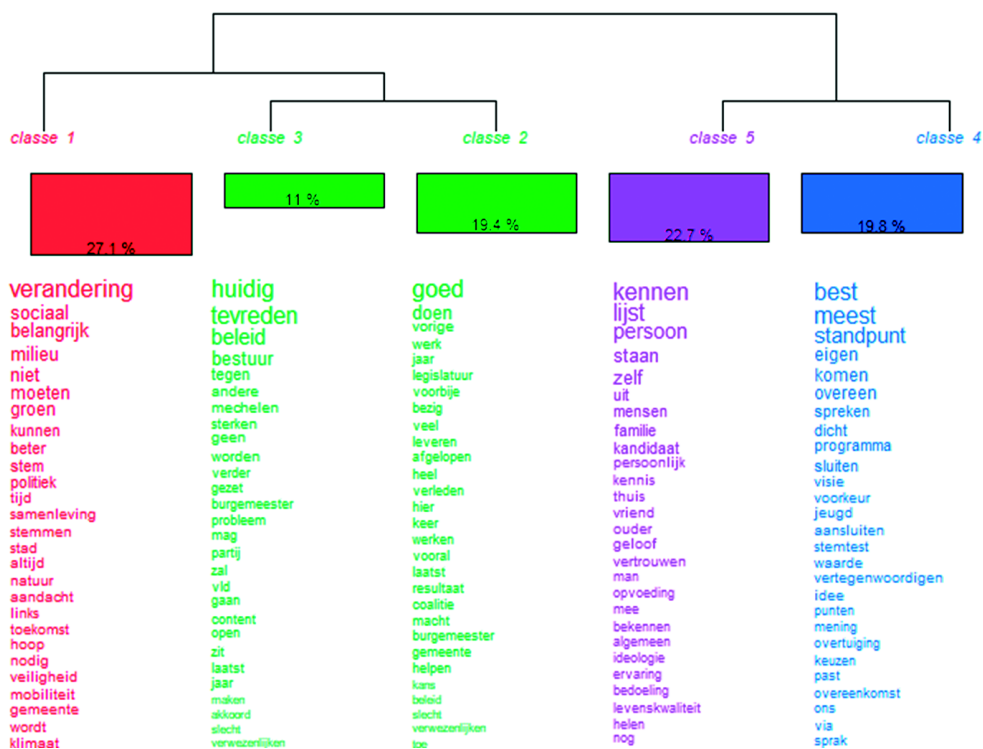 classe 1
classe 3
classe 2
classe 5
classe 4
27.1 %
11 %
19.4 %
22.7 %
19.8 %
verandering
sociaal
belangrijk
milieu
niet
moeten
groen
kunnen
beter
stem
politiek
tijd
samenleving
stemmen
stad
altijd
natuur
aandacht
links
toekomst
hoop
nodig
veiligheid
mobiliteit
gemeente
wordt
klimaat
huidig
tevreden
beleid
bestuur
tegen
andere
mechelen
sterken
geen
worden
verder
gezet
burgemeester
probleem
mag
partij
zal
vld
gaan
content
open
zit
laatst
jaar
maken
akkoord
slecht
verwezenlijken
goed
doen
vorige
werk
jaar
legislatuur
voorbije
bezig
veel
leveren
afgelopen
heel
verleden
hier
keer
werken
vooral
laatst
resultaat
coalitie
macht
burgemeester
gemeente
helpen
kans
beleid
slecht
verwezenlijken
toe
kennen
lijst
persoon
staan
zelf
uit
mensen
familie
kandidaat
persoonlijk
kennis
thuis
vriend
ouder
geloof
vertrouwen
man
opvoeding
mee
bekennen
algemeen
ideologie
ervaring
bedoeling
levenskwaliteit
helen
nog
best
meest
standpunt
eigen
komen
overeen
spreken
dicht
programma
sluiten
visie
voorkeur
jeugd
aansluiten
stemtest
waarde
vertegenwoordigen
idee
punten
mening
overtuiging
keuzen
past
overeenkomst
ons
via
sprak